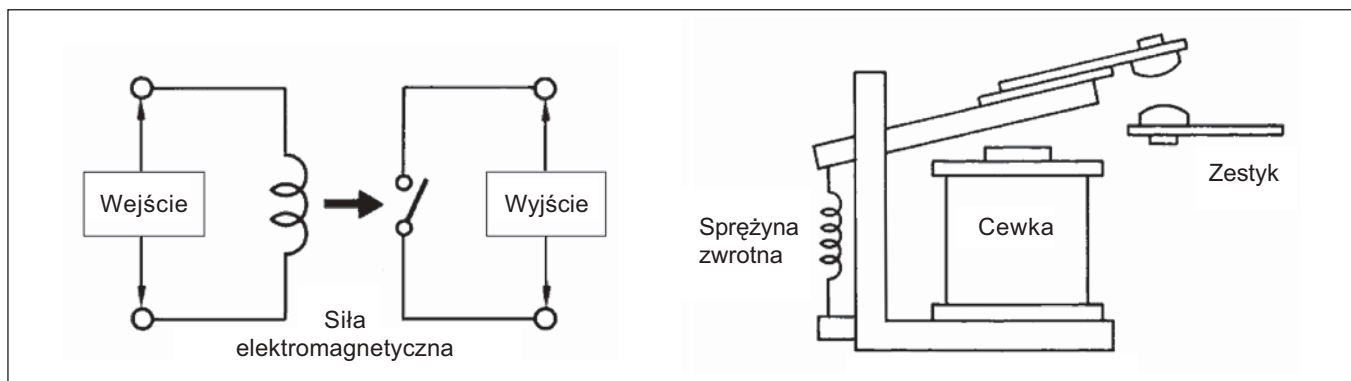 Wejście
Wyjście
Siła
elektromagnetyczna
Sprężyna
zwrotna
Cewka
Zestyk